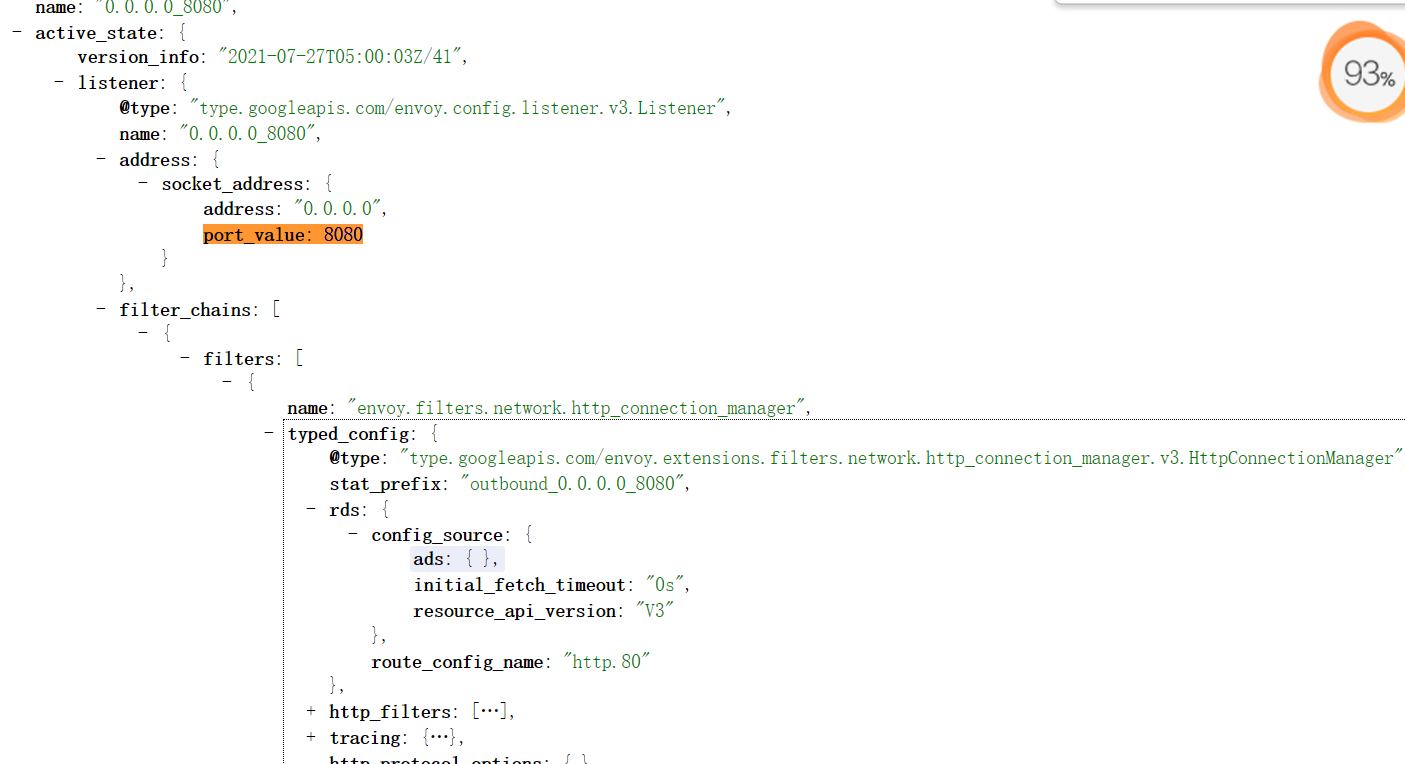 name: "0.0.0.0_8080",
- active_state: {
version_info: "2021-07-27T05:00:03Z/41",
- listener: {
@type: "type.googleapis.com/envoy.config.listener.v3.Listener",
name: "0.0.0.0_8080",
- address: {
- socket_address: {
address: "0.0.0.0",
port_value: 8080
}
},
- filter_chains: [
- {
- filters: [
- {
name: "envoy.filters.network.http_connection_manager",
- typed_config: {
@type: "type.googleapis.com/envoy.extensions.filters.network.http_connection_manager.v3.HttpConnectionManager"
stat_prefix: "outbound_0.0.0.0_8080",
- rds: {
- config_source: {
ads: { },
initial_fetch_timeout: "0s",
resource_api_version: "V3"
},
route_config_name: "http.80"
},
+ http_filters: […],
+ tracing: {…},
http_protocol_options: { }
93%